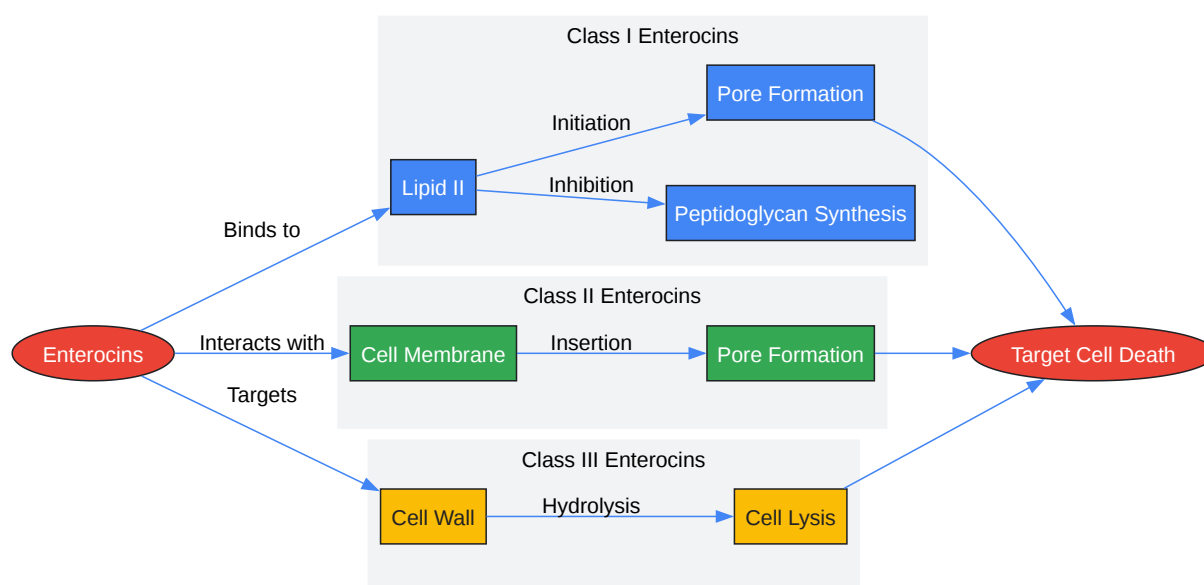 Class I Enterocins
Pore Formation
Initiation
Lipid II
Inhibition
Peptidoglycan Synthesis
Binds to
Class II Enterocins
Enterocins
Interacts with
Cell Membrane
Insertion
Pore Formation
Target Cell Death
Targets
Class III Enterocins
Cell Wall
Hydrolysis
Cell Lysis